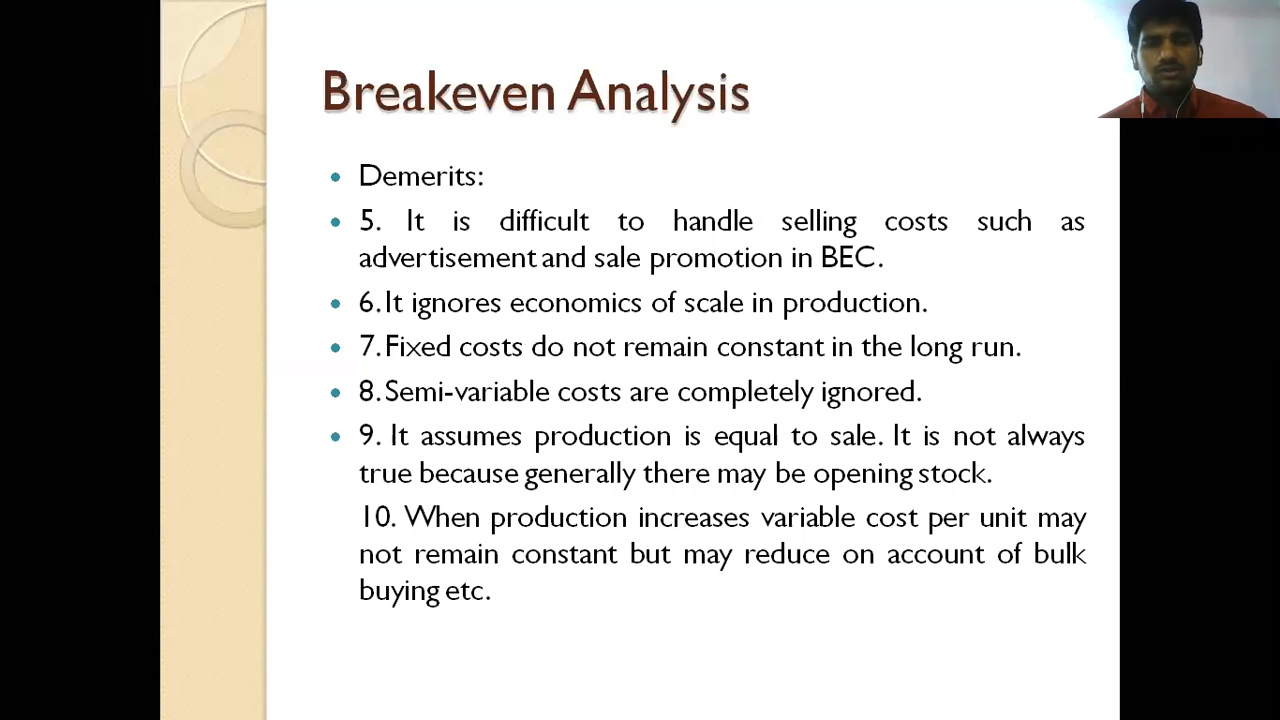 Breakeven Analysis
Demerits:
5. It is difficult to handle selling costs such as
advertisement and sale promotion in BEC.
6. It ignores economics of scale in production.
7. Fixed costs do not remain constant in the long run.
8. Semi-variable costs are completely ignored.
9. It assumes production is equal to sale. It is not always
true because generally there may be opening stock.
10. When production increases variable cost per unit may
not remain constant but may reduce on account of bulk
buying etc.